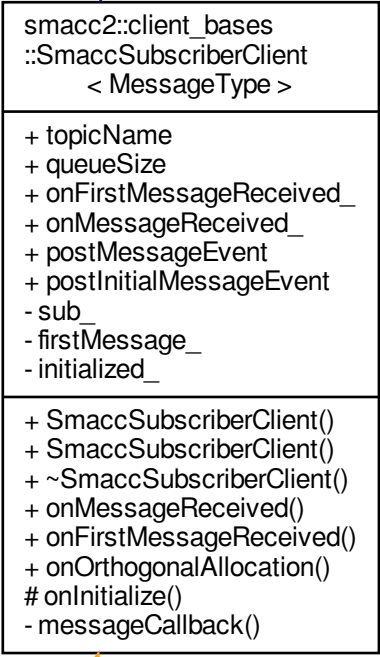 smacc2::client_bases
::SmaccSubscriberClient
< MessageType >
+ topicName
+ queueSize
+ onFirstMessageReceived_
+ onMessageReceived_
+ postMessageEvent
+ postInitialMessageEvent
- sub_
- firstMessage_
- initialized_
+ SmaccSubscriberClient()
+ SmaccSubscriberClient()
+ ~SmaccSubscriberClient()
+ onMessageReceived()
+ onFirstMessageReceived()
+ onOrthogonalAllocation()
# onInitialize()
- messageCallback()